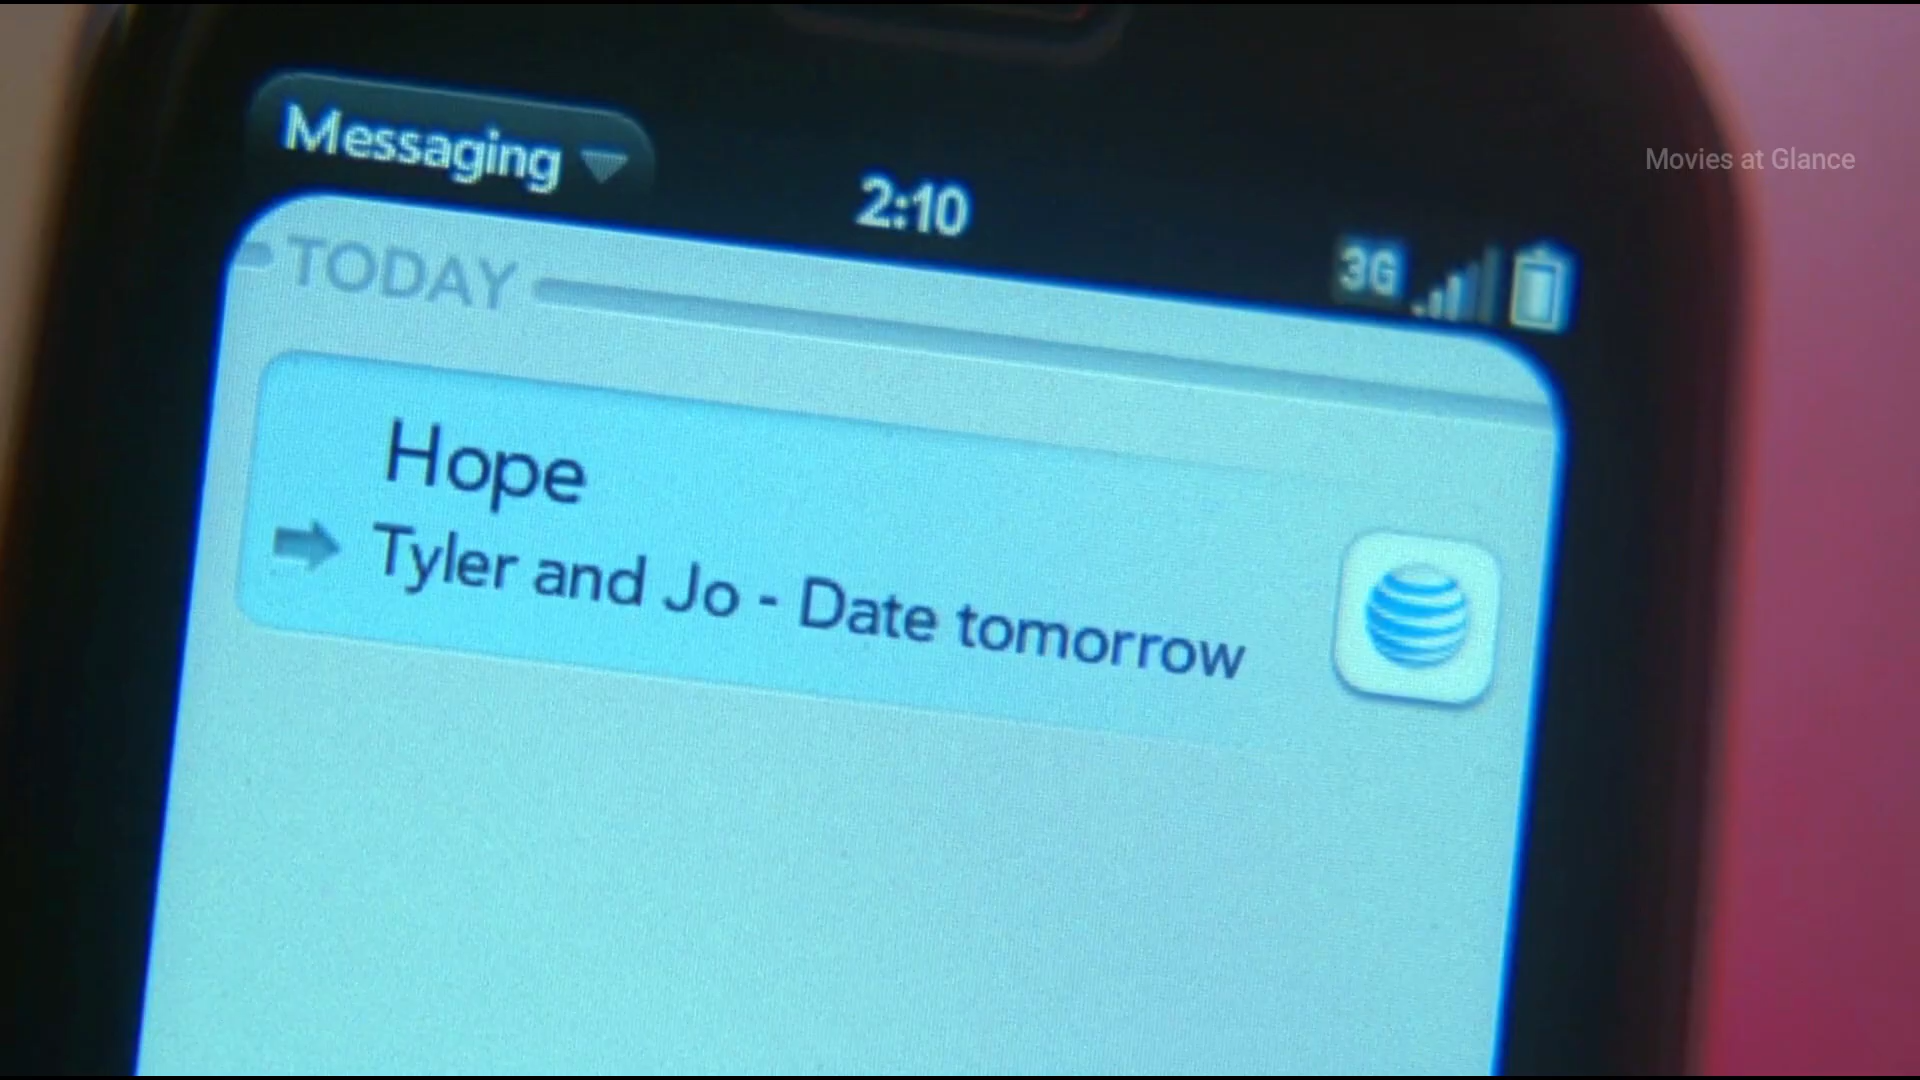 Messaging
2:10
Movies at Glance
3G
TODAY
Hope
Tyler and Jo - Date tomorrow